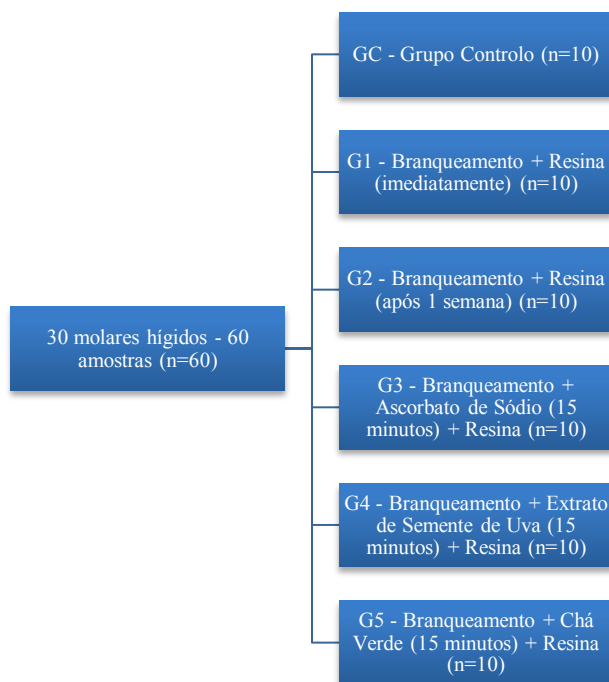 GC - Grupo Controlo (n=10)
G1 - Branqueamento + Resina
(imediatamente) (n=10)
G2 - Branqueamento + Resina
(após 1 semana) (n=10)
30 molares hígidos - 60
amostras (n=60)
G3 - Branqueamento +
Ascorbato de Sódio (15
minutos) + Resina (n=10)
G4 - Branqueamento + Extrato
de Semente de Uva (15
minutos) + Resina (n=10)
G5 - Branqueamento + Chá
Verde (15 minutos) + Resina
(n=10)